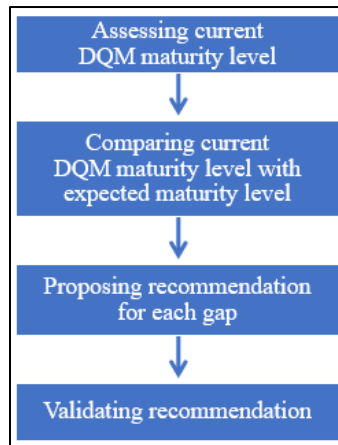 Assessing current
DQM maturity level
Comparing current
DQM maturity level with
expected maturity level
Proposing recommendation
for each gap
Validating recommendation